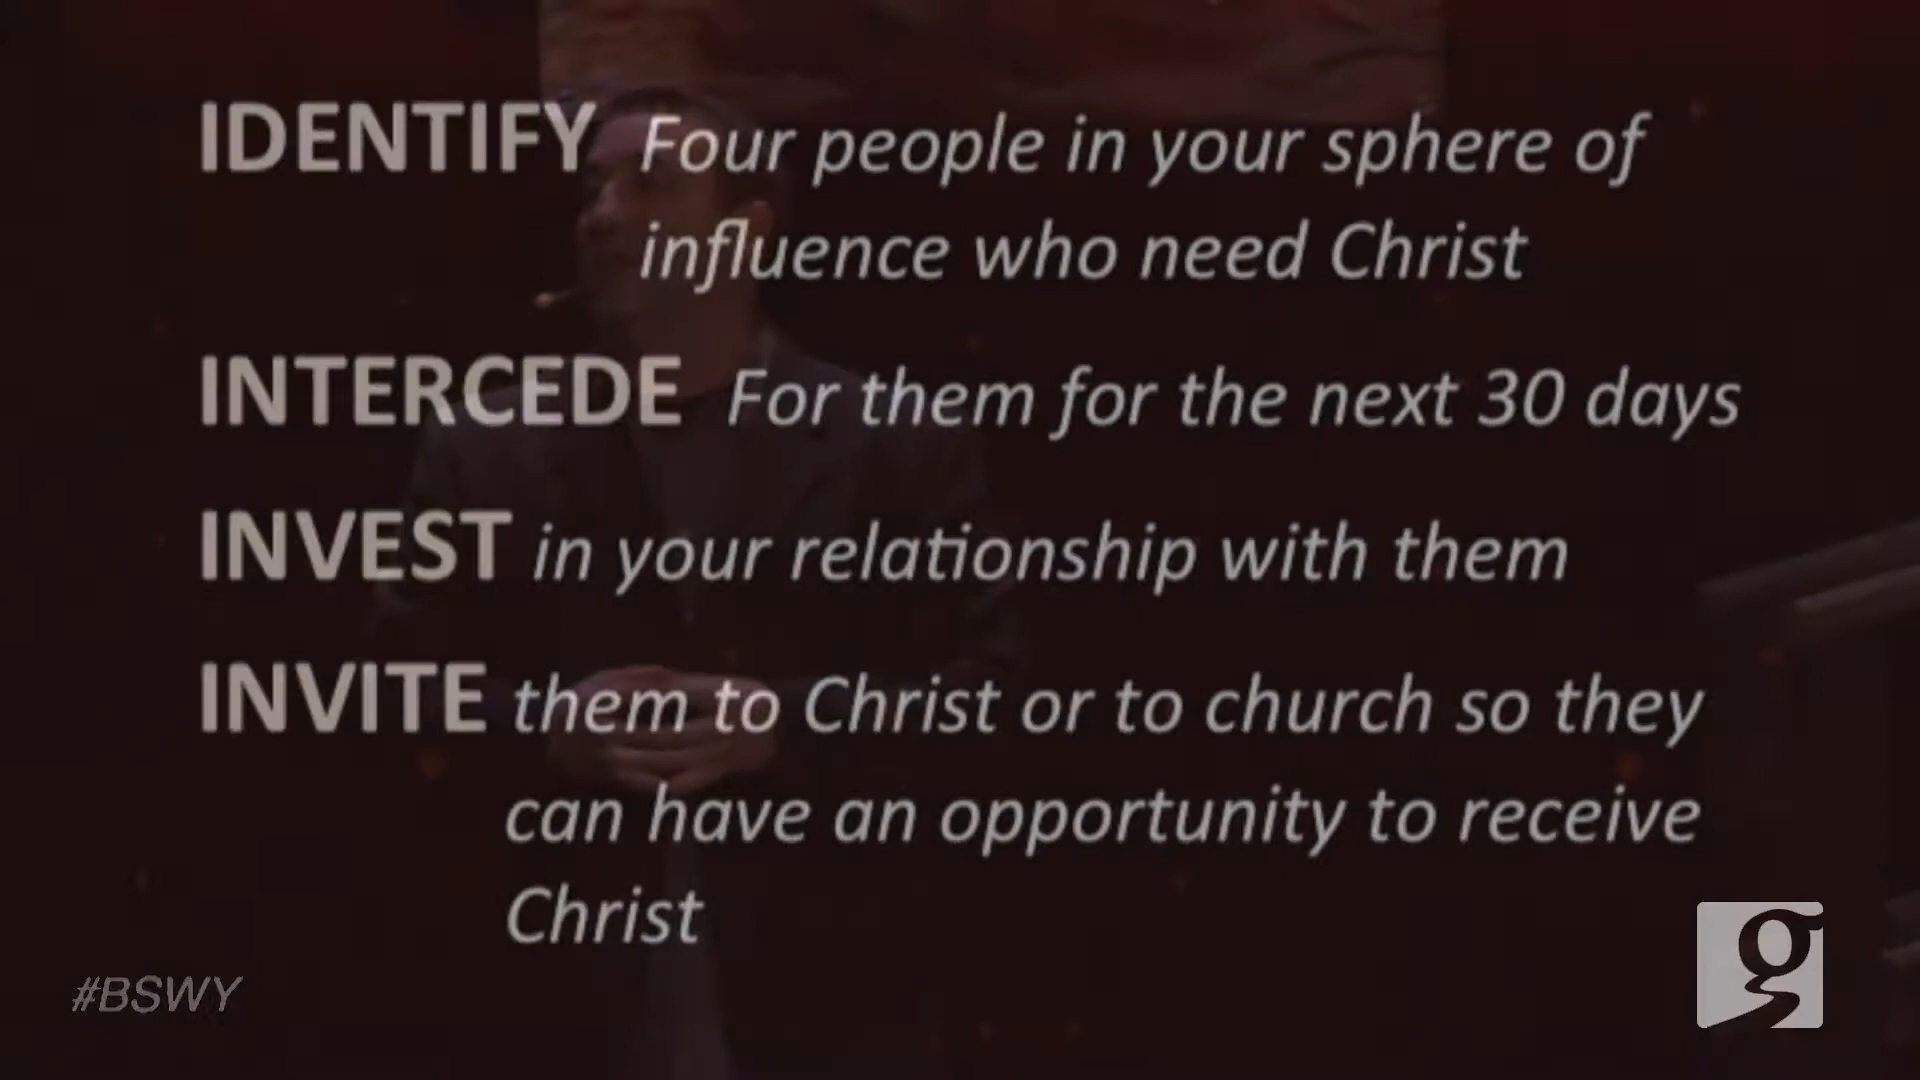 IDENTIFY Four people in your sphere of
influence who need Christ
INTERCEDE For them for the next 30 days
INVEST in your relationship with them
INVITE them to Christ or to church so they
can have an opportunity to receive
Christ
#BSWY
g